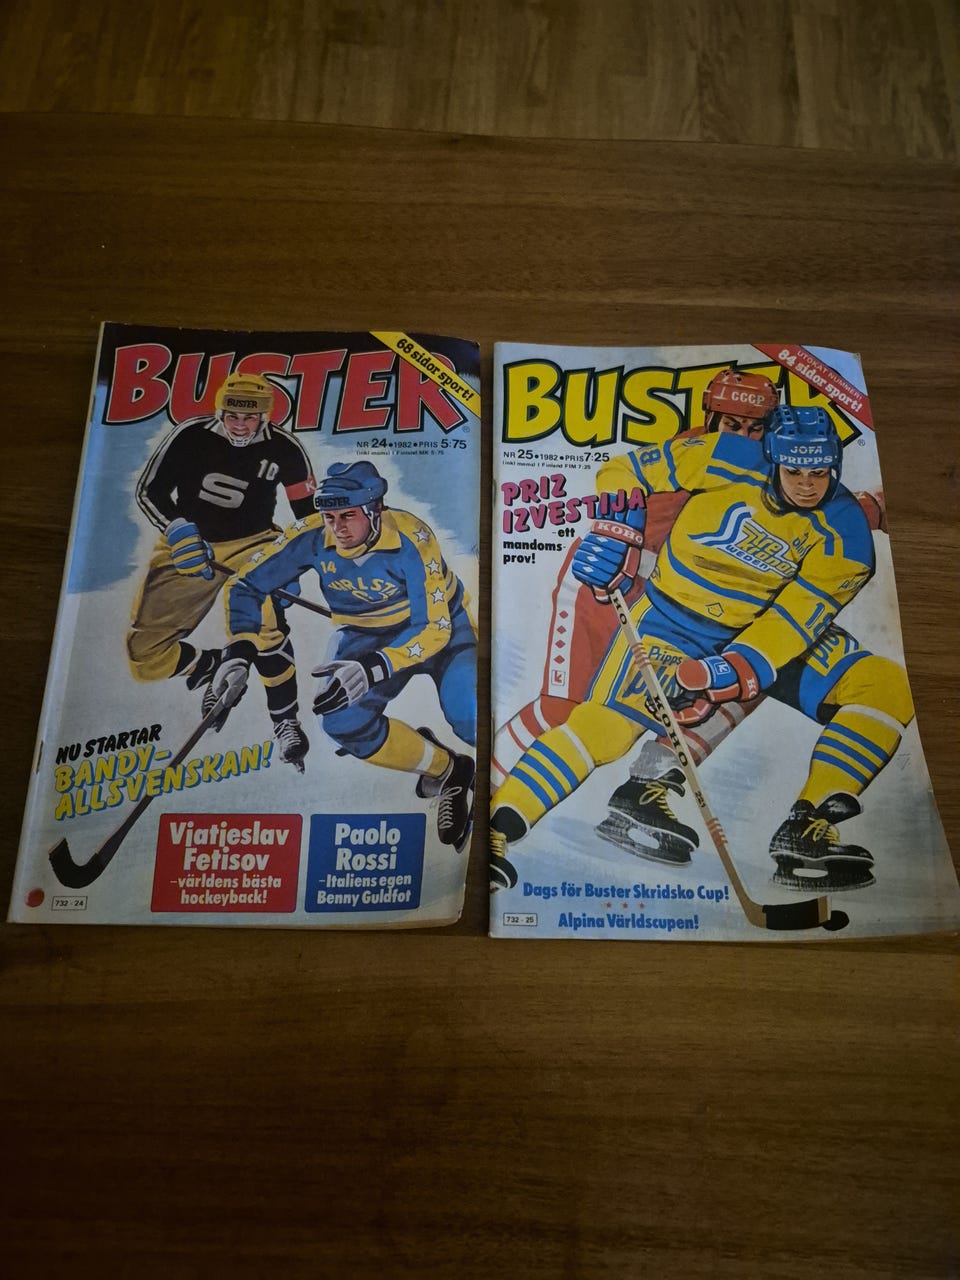 BUSTER
68 sidor sport!
NR 24•1982•PRIS 5:75
(inkl moms) I Finland MK 5:75
BUSTER
10
S
K
BUSTER
14
NU STARTAR
BANDY-
ALLSVENSKAN!
Vjatjeslav
Fetisov
–världens bästa
hockeyback!
Paolo
Rossi
–Italiens egen
Benny Guldfot
732 - 24
BUSTER
UTÖKAT NUMMER!
84 sidor sport!
NR 25•1982•PRIS 7:25
(inkl moms) I Finland FIM 7:25
CCCP
JOFA
PRIPPS
PRIZ
IZVESTIJA
–ett
mandoms-
prov!
8
KOHO
Pripps
KOHO
Dags för Buster Skridsko Cup!
Alpina Världscupen!
732 - 25